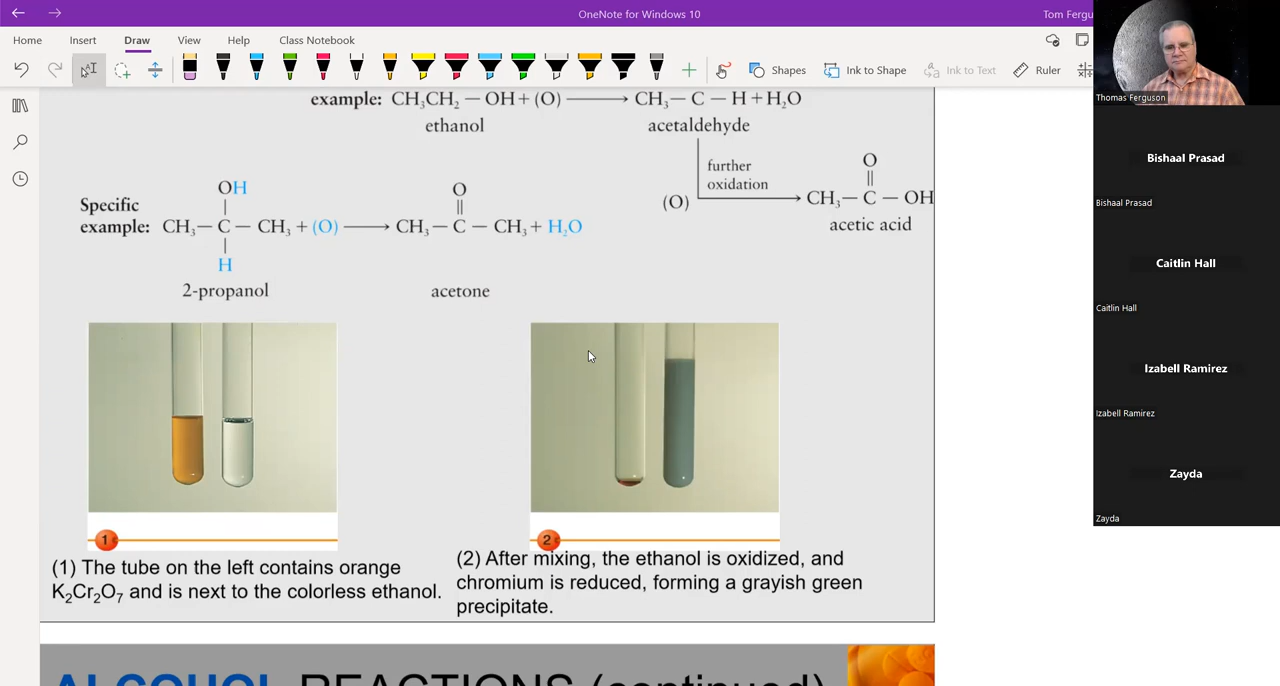 OneNote for Windows 10
Tom Fergu
Home Insert Draw View Help Class Notebook
Shapes Ink to Shape Ink to Text Ruler
example: CH₃CH₂ — OH + (O) ⟶ CH₃ — C — H + H₂O
ethanol acetaldehyde
further
oxidation
(O)
O
||
CH₃ — C — OH
acetic acid
Specific
example:
OH
|
CH₃ — C — CH₃ + (O) ⟶ CH₃ — C — CH₃ + H₂O
|
H
O
||
2-propanol acetone
1
(1) The tube on the left contains orange
K₂Cr₂O₇ and is next to the colorless ethanol.
2
(2) After mixing, the ethanol is oxidized, and
chromium is reduced, forming a grayish green
precipitate.
ALCOHOL REACTIONS (continued)
Thomas Ferguson
Bishaal Prasad
Bishaal Prasad
Caitlin Hall
Caitlin Hall
Izabell Ramirez
Izabell Ramirez
Zayda
Zayda